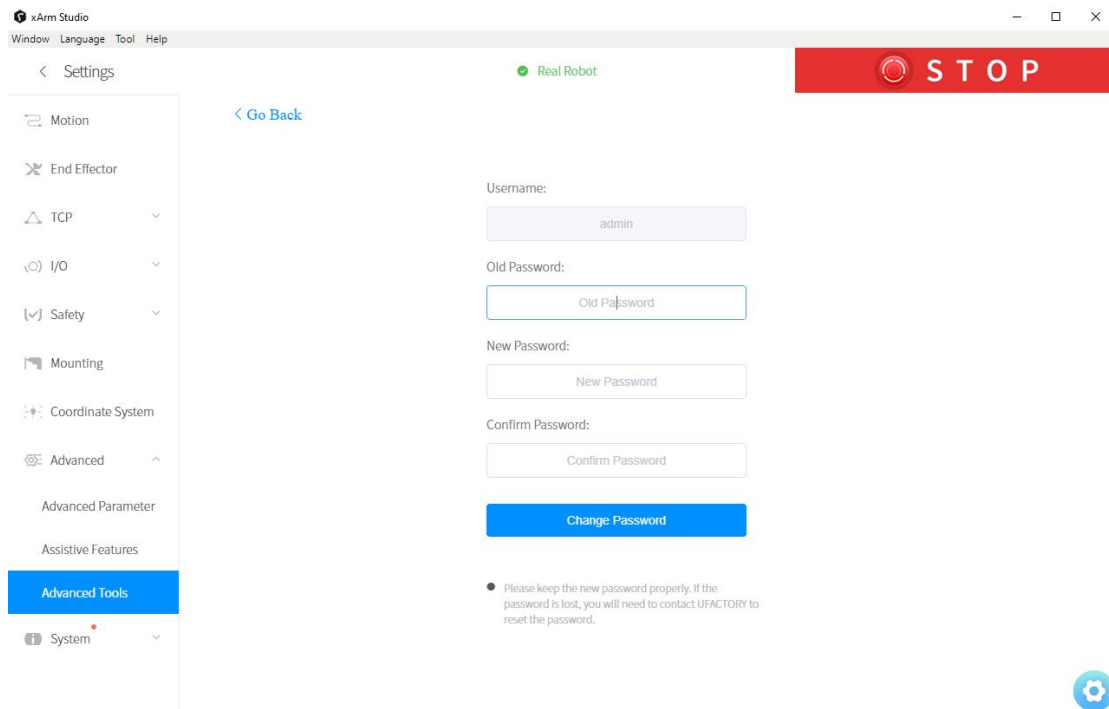 xArm Studio
Window Language Tool Help
Settings
Real Robot
STOP
Motion
End Effector
TCP
I/O
Safety
Mounting
Coordinate System
Advanced
Advanced Parameter
Assistive Features
Advanced Tools
System
< Go Back
Username:
admin
Old Password:
Old Password
New Password:
New Password
Confirm Password:
Confirm Password
Change Password
Please keep the new password properly. If the
password is lost, you will need to contact UFACTORY to
reset the password.